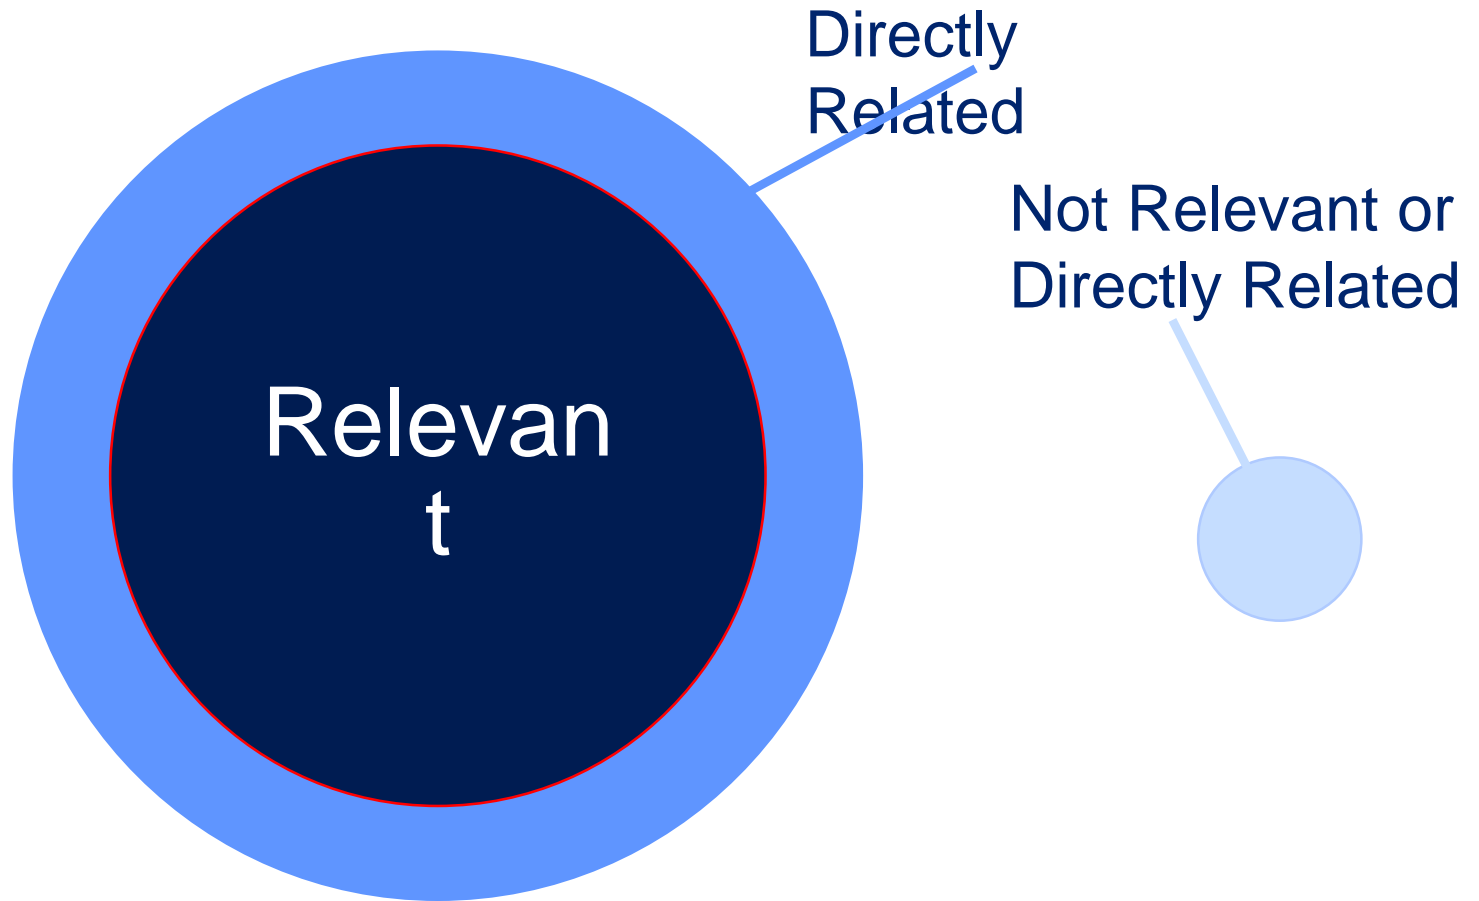 Directly
Related
Not Relevant or
Directly Related
Relevan
t